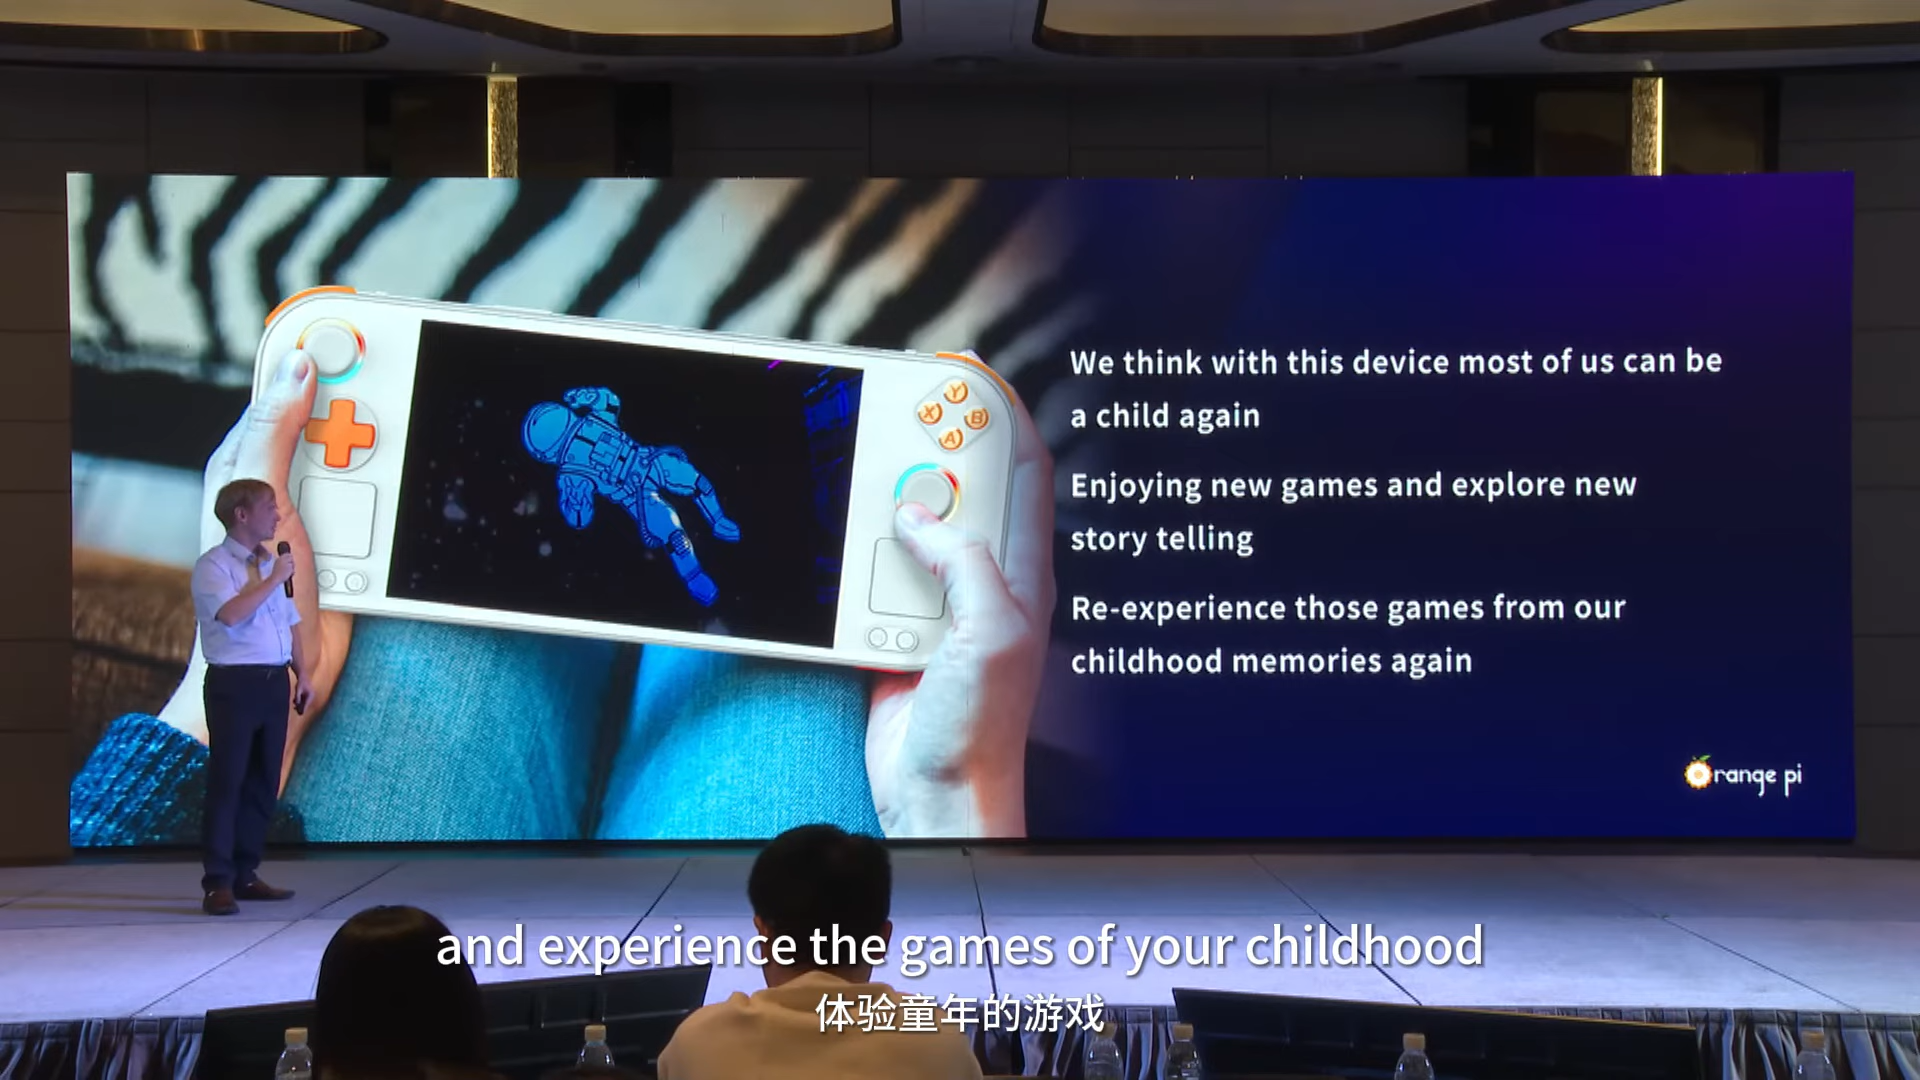 Y
X
B
A
We think with this device most of us can be
a child again
Enjoying new games and explore new
story telling
Re-experience those games from our
childhood memories again
Orange pi
and experience the games of your childhood
体验童年的游戏